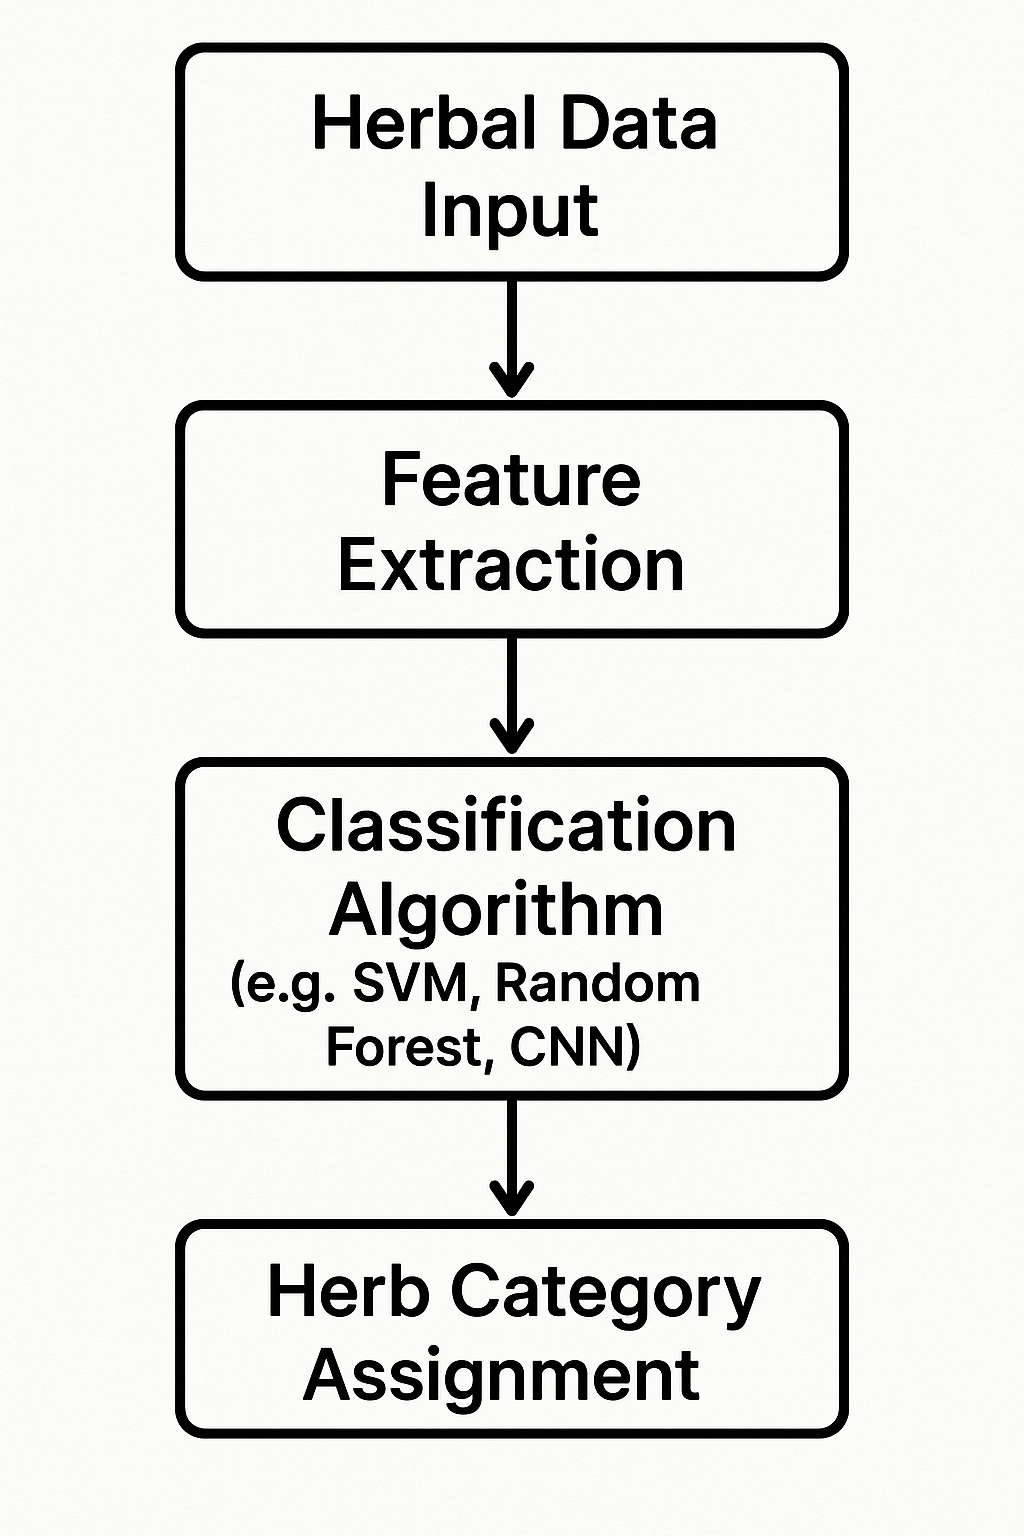 Herbal Data
Input
Feature
Extraction
Classification
Algorithm
(e.g. SVM, Random
Forest, CNN)
Herb Category
Assignment